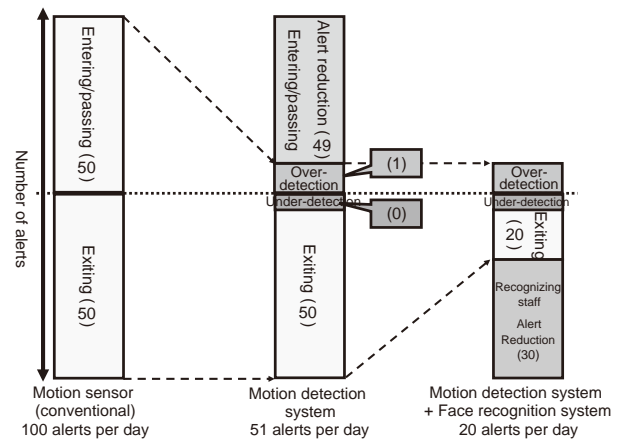 Number of alerts
Entering/passing (50)
Exiting (50)
Motion sensor
(conventional)
100 alerts per day
Alert reduction (49)
Entering/passing
Over-
detection
(1)
Under-detection
(0)
Exiting (50)
Motion detection
system
51 alerts per day
Over-
detection
Under-detection
Exiting
(20)
Recognizing
staff
Alert
Reduction
(30)
Motion detection system
+ Face recognition system
20 alerts per day